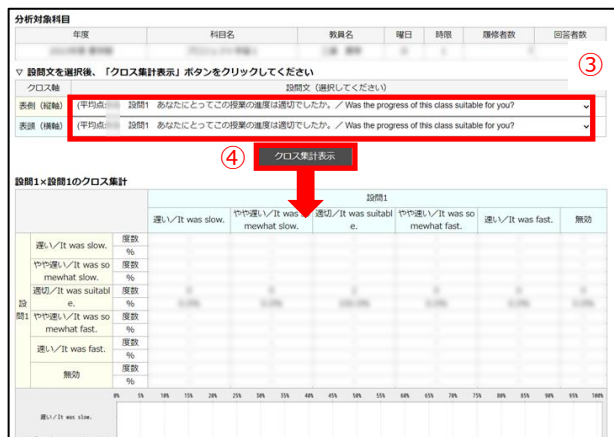 分析対象科目
年度 科目名 教員名 曜日 時限 履修者数 回答者数
③
▽ 設問文を選択後、「クロス集計表示」ボタンをクリックしてください
クロス軸 設問文（選択してください）
表側（縦軸） (平均点: 設問1 あなたにとってこの授業の進度は適切でしたか。／Was the progress of this class suitable for you?
表頭（横軸） (平均点: 設問1 あなたにとってこの授業の進度は適切でしたか。／Was the progress of this class suitable for you?
④ クロス集計表示
設問1×設問1のクロス集計
設問1
遅い／It was slow. やや遅い／It was somewhat slow. 適切／It was suitable. やや速い／It was somewhat fast. 速い／It was fast. 無効
設問1
遅い／It was slow. 度数
%
やや遅い／It was so 度数
mewhat slow. %
適切／It was suitabl 度数
e. %
やや速い／It was so 度数
mewhat fast. %
速い／It was fast. 度数
%
無効 度数
%
0% 5% 10% 15% 20% 25% 30% 35% 40% 45% 50% 55% 60% 65% 70% 75% 80% 85% 90% 95% 100%
遅い／It was slow.